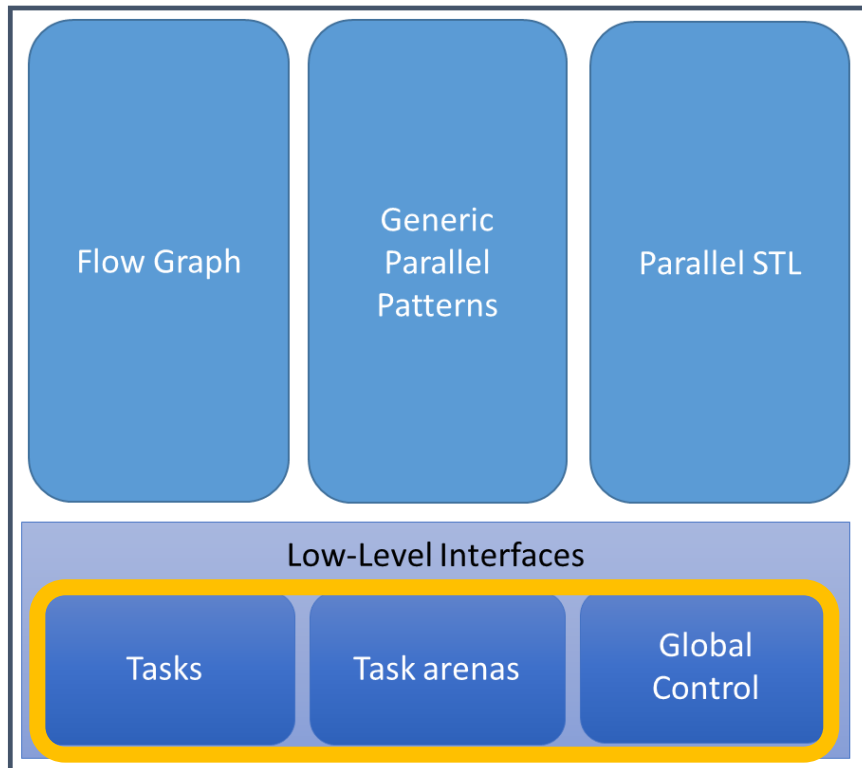 Flow Graph
Generic
Parallel
Patterns
Parallel STL
Low-Level Interfaces
Tasks
Task arenas
Global
Control